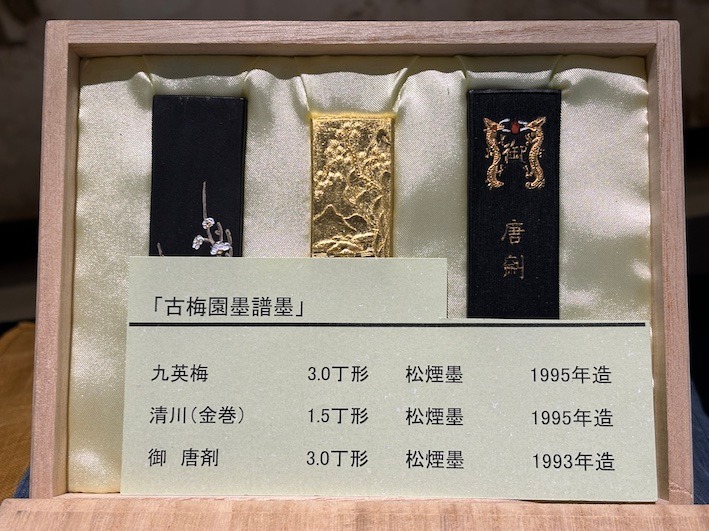 御
唐
劑
「古梅園墨譜墨」
九英梅 3.0丁形 松煙墨 1995年造
清川(金巻) 1.5丁形 松煙墨 1995年造
御 唐剤 3.0丁形 松煙墨 1993年造